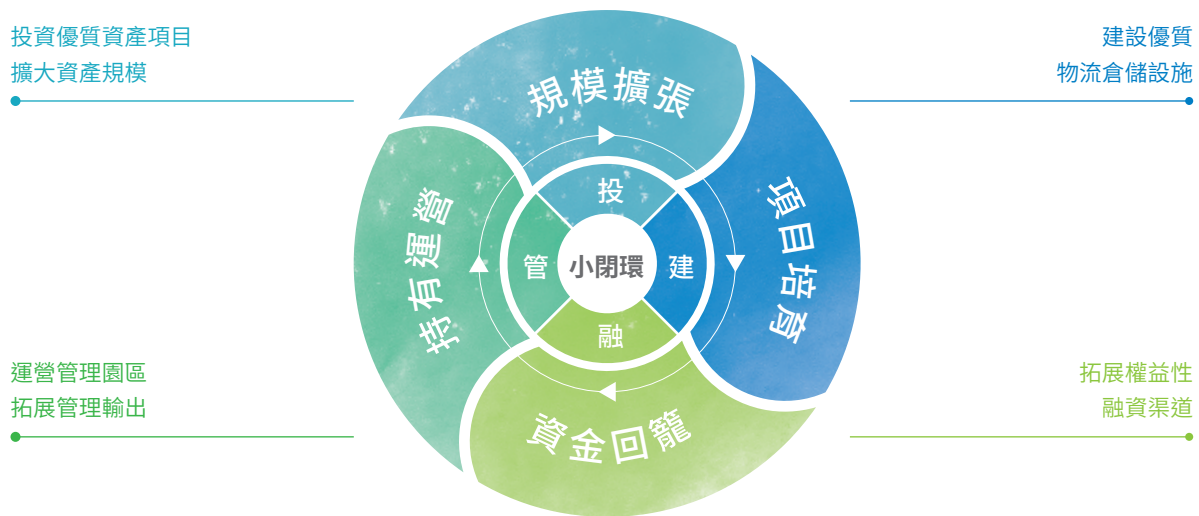 投資優質資產項目
擴大資產規模
建設優質
物流倉儲設施
規模擴張
項目培育
資金回籠
持有運營
投
建
融
管
小閉環
運營管理園區
拓展管理輸出
拓展權益性
融資渠道